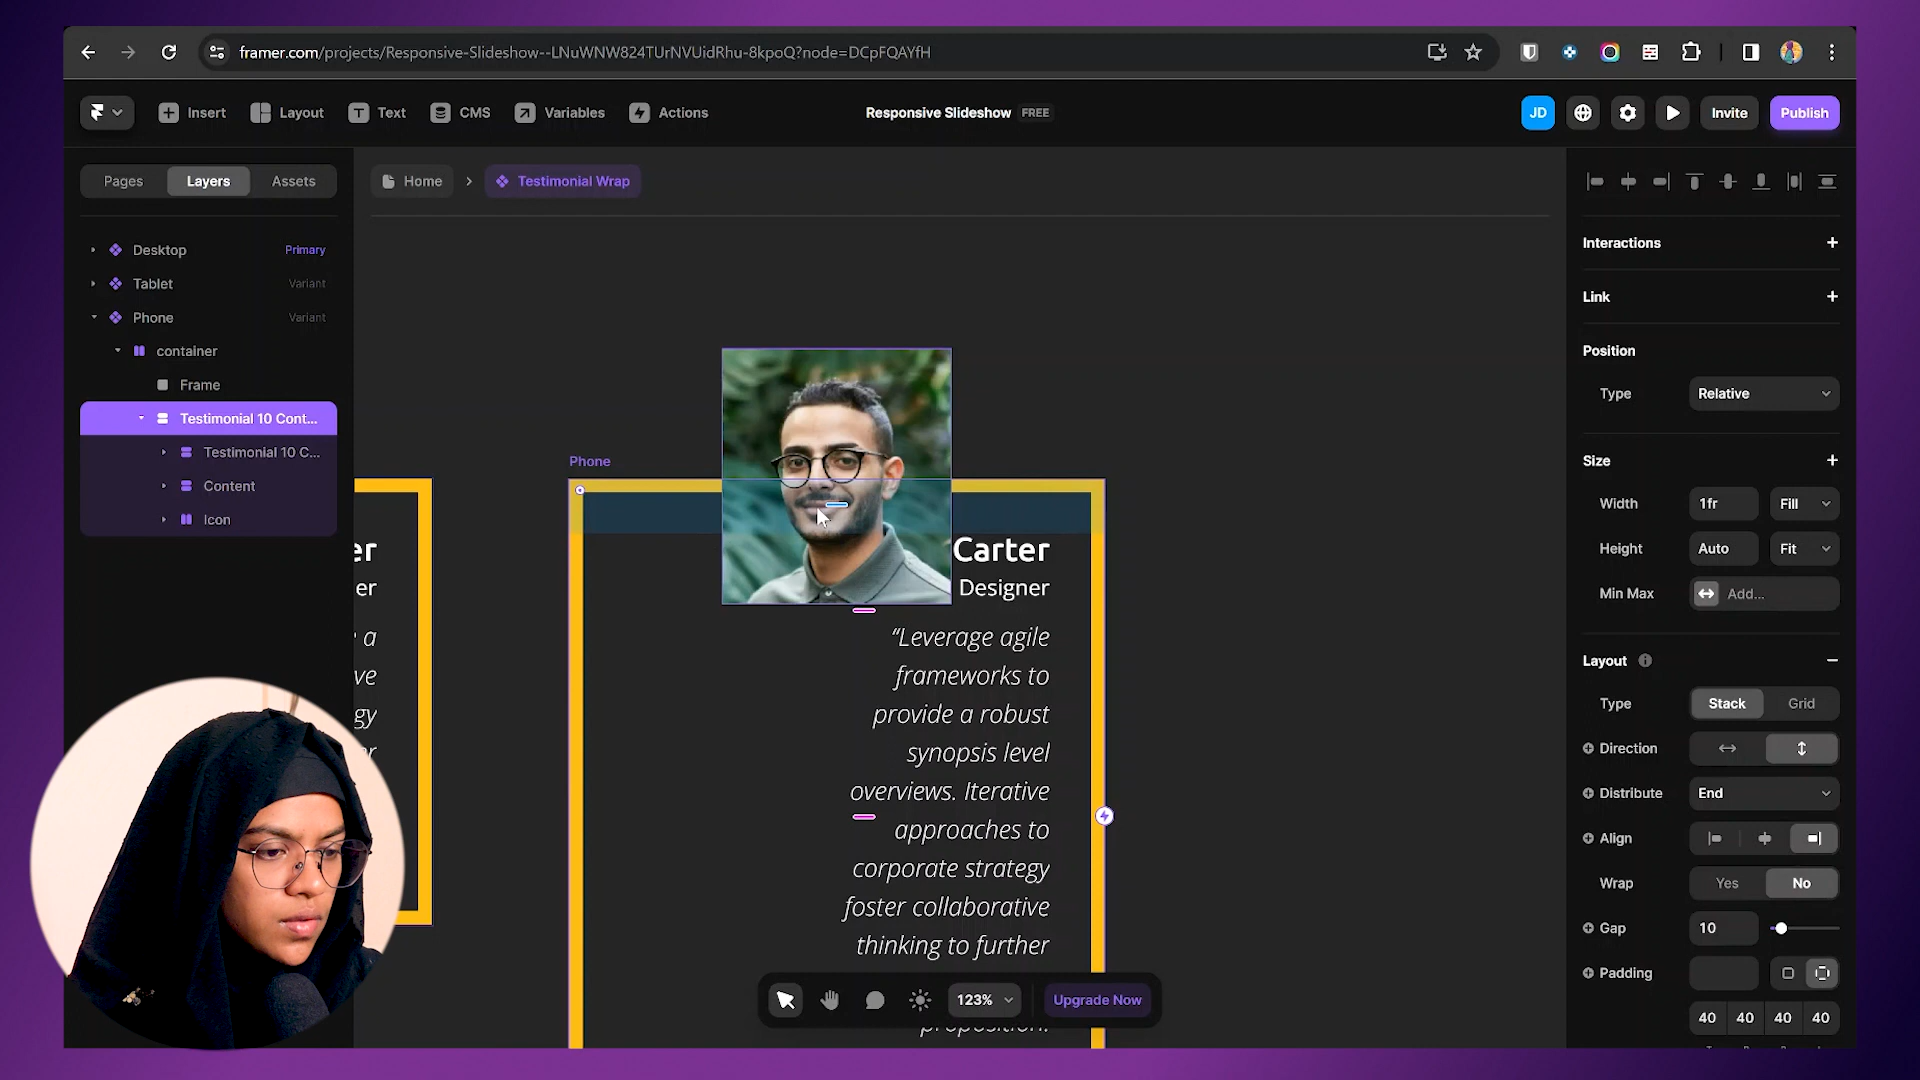 framer.com/projects/Responsive-Slideshow--LNuWNW824TUrNVUidRhu-8kpoQ?node=DCpFQAYfH
Insert
Layout
Text
CMS
Variables
Actions
Responsive Slideshow FREE
JD
Invite
Publish
Pages
Layers
Assets
Home
Testimonial Wrap
Desktop
Primary
Tablet
Variant
Phone
Variant
container
Frame
Testimonial 10 Cont...
Testimonial 10 C...
Content
Icon
er
er
a
ve
gy
Phone
Carter
Designer
“Leverage agile
frameworks to
provide a robust
synopsis level
overviews. Iterative
approaches to
corporate strategy
foster collaborative
thinking to further
proposition.
123%
Upgrade Now
Interactions
Link
Position
Type
Relative
Size
Width
1fr
Fill
Height
Auto
Fit
Min Max
Add...
Layout
Type
Stack
Grid
Direction
Distribute
End
Align
Wrap
Yes
No
Gap
10
Padding
40 40 40 40